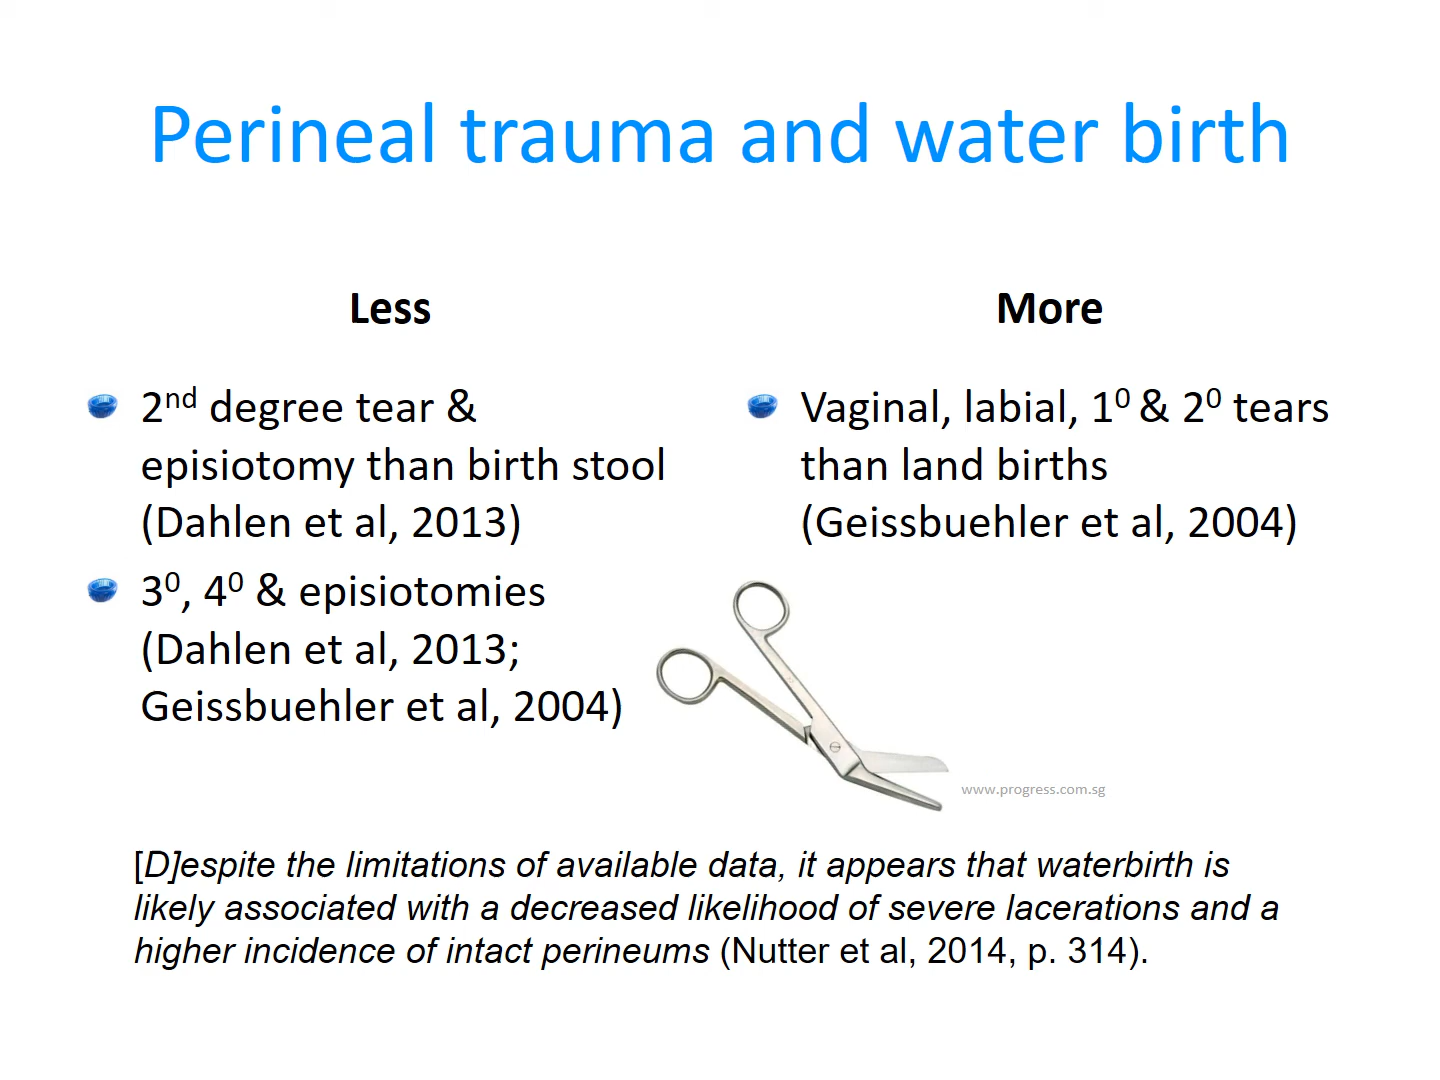 Perineal trauma and water birth
Less
2nd degree tear &
episiotomy than birth stool
(Dahlen et al, 2013)
3⁰, 4⁰ & episiotomies
(Dahlen et al, 2013;
Geissbuehler et al, 2004)
More
Vaginal, labial, 1⁰ & 2⁰ tears
than land births
(Geissbuehler et al, 2004)
www.progress.com.sg
[D]espite the limitations of available data, it appears that waterbirth is
likely associated with a decreased likelihood of severe lacerations and a
higher incidence of intact perineums (Nutter et al, 2014, p. 314).